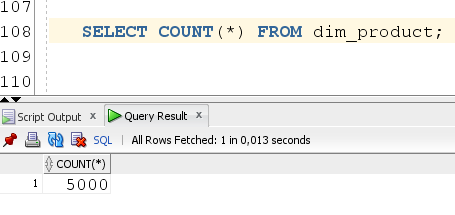 107
108 SELECT COUNT(*) FROM dim_product;
109
110
Script Output x Query Result x
SQL | All Rows Fetched: 1 in 0,013 seconds
COUNT(*)
1 5000